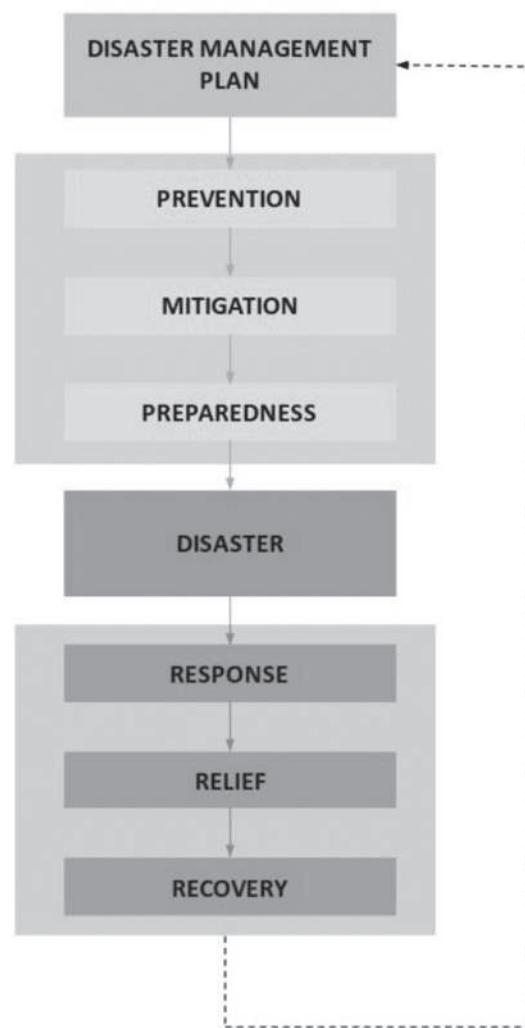 DISASTER MANAGEMENT
PLAN
PREVENTION
MITIGATION
PREPAREDNESS
DISASTER
RESPONSE
RELIEF
RECOVERY